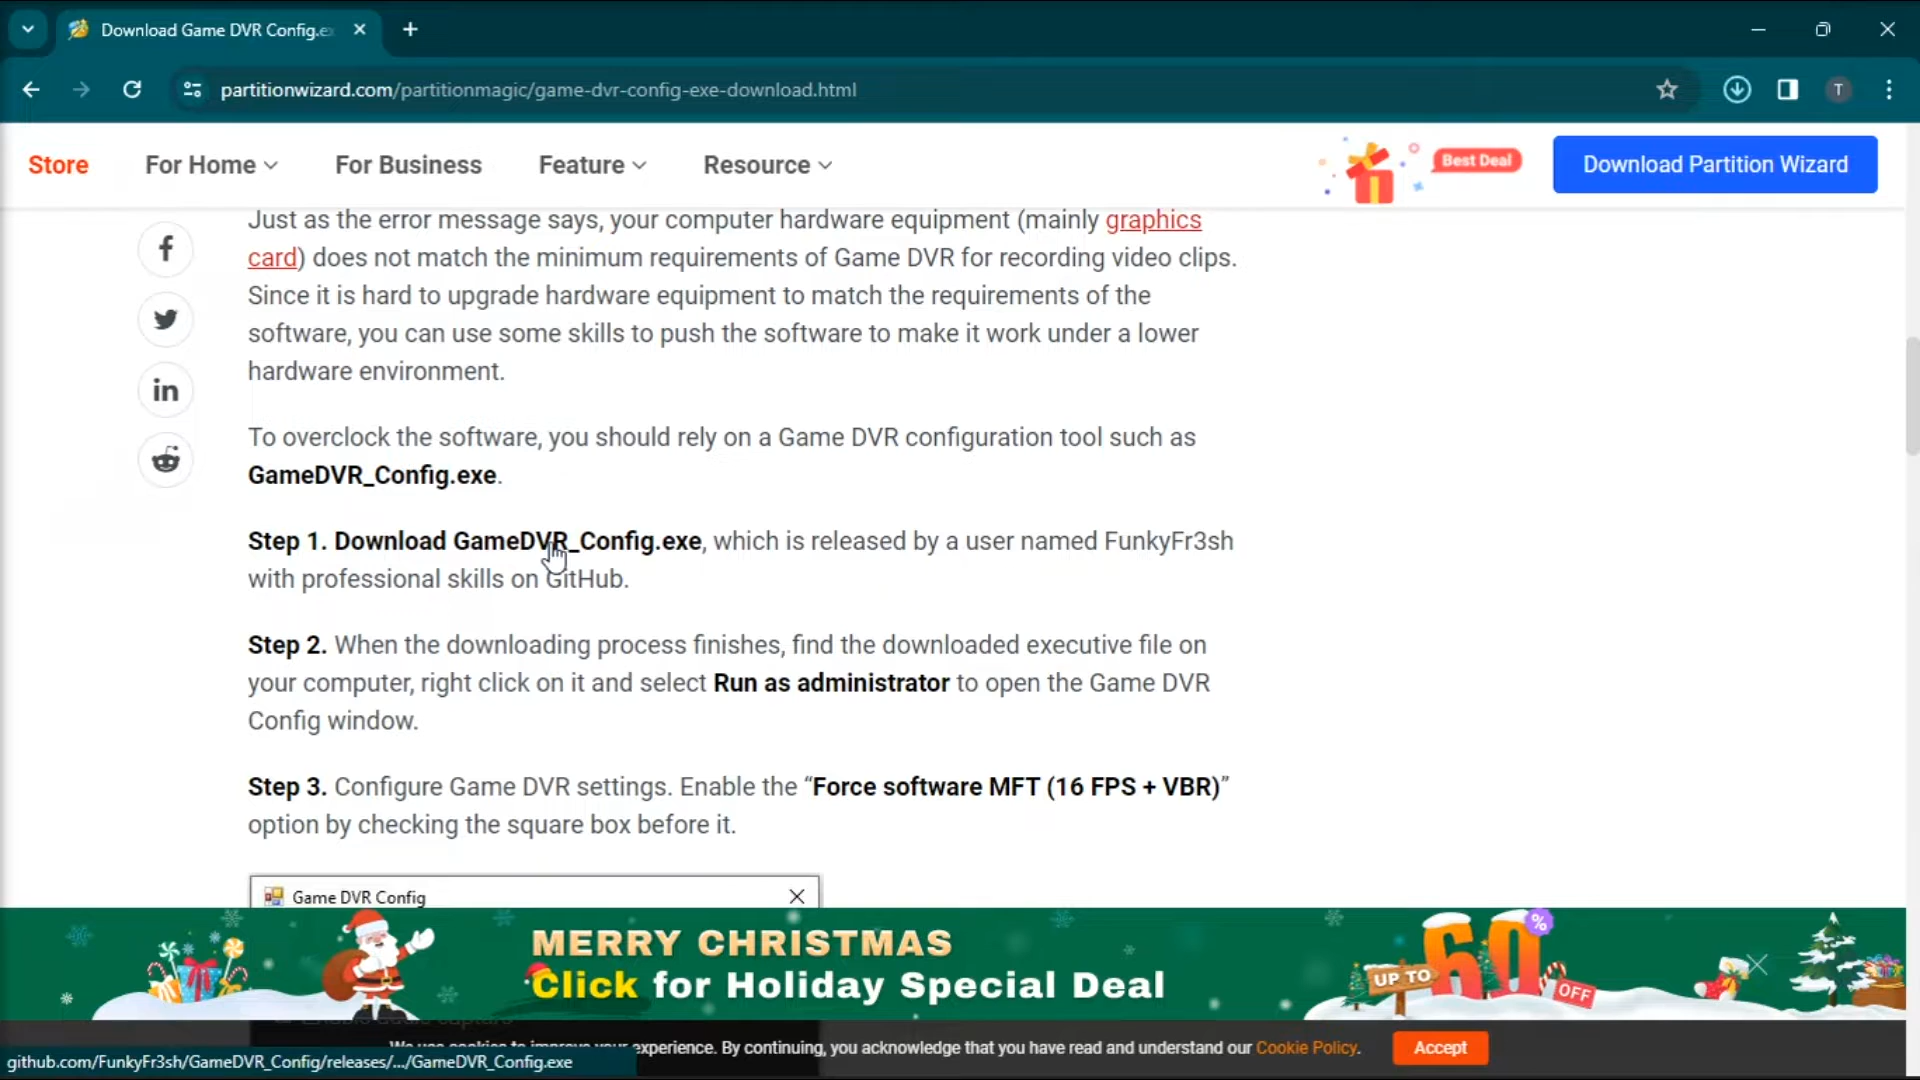 Download Game DVR Config.ex
partitionwizard.com/partitionmagic/game-dvr-config-exe-download.html
T
Store
For Home
For Business
Feature
Resource
Best Deal
Download Partition Wizard
Just as the error message says, your computer hardware equipment (mainly graphics
card) does not match the minimum requirements of Game DVR for recording video clips.
Since it is hard to upgrade hardware equipment to match the requirements of the
software, you can use some skills to push the software to make it work under a lower
hardware environment.
To overclock the software, you should rely on a Game DVR configuration tool such as
GameDVR_Config.exe.
Step 1. Download GameDVR_Config.exe, which is released by a user named FunkyFr3sh
with professional skills on GitHub.
Step 2. When the downloading process finishes, find the downloaded executive file on
your computer, right click on it and select Run as administrator to open the Game DVR
Config window.
Step 3. Configure Game DVR settings. Enable the “Force software MFT (16 FPS + VBR)”
option by checking the square box before it.
Game DVR Config
MERRY CHRISTMAS
Click for Holiday Special Deal
UP TO
60
%
OFF
experience. By continuing, you acknowledge that you have read and understand our Cookie Policy.
Accept
github.com/FunkyFr3sh/GameDVR_Config/releases/.../GameDVR_Config.exe